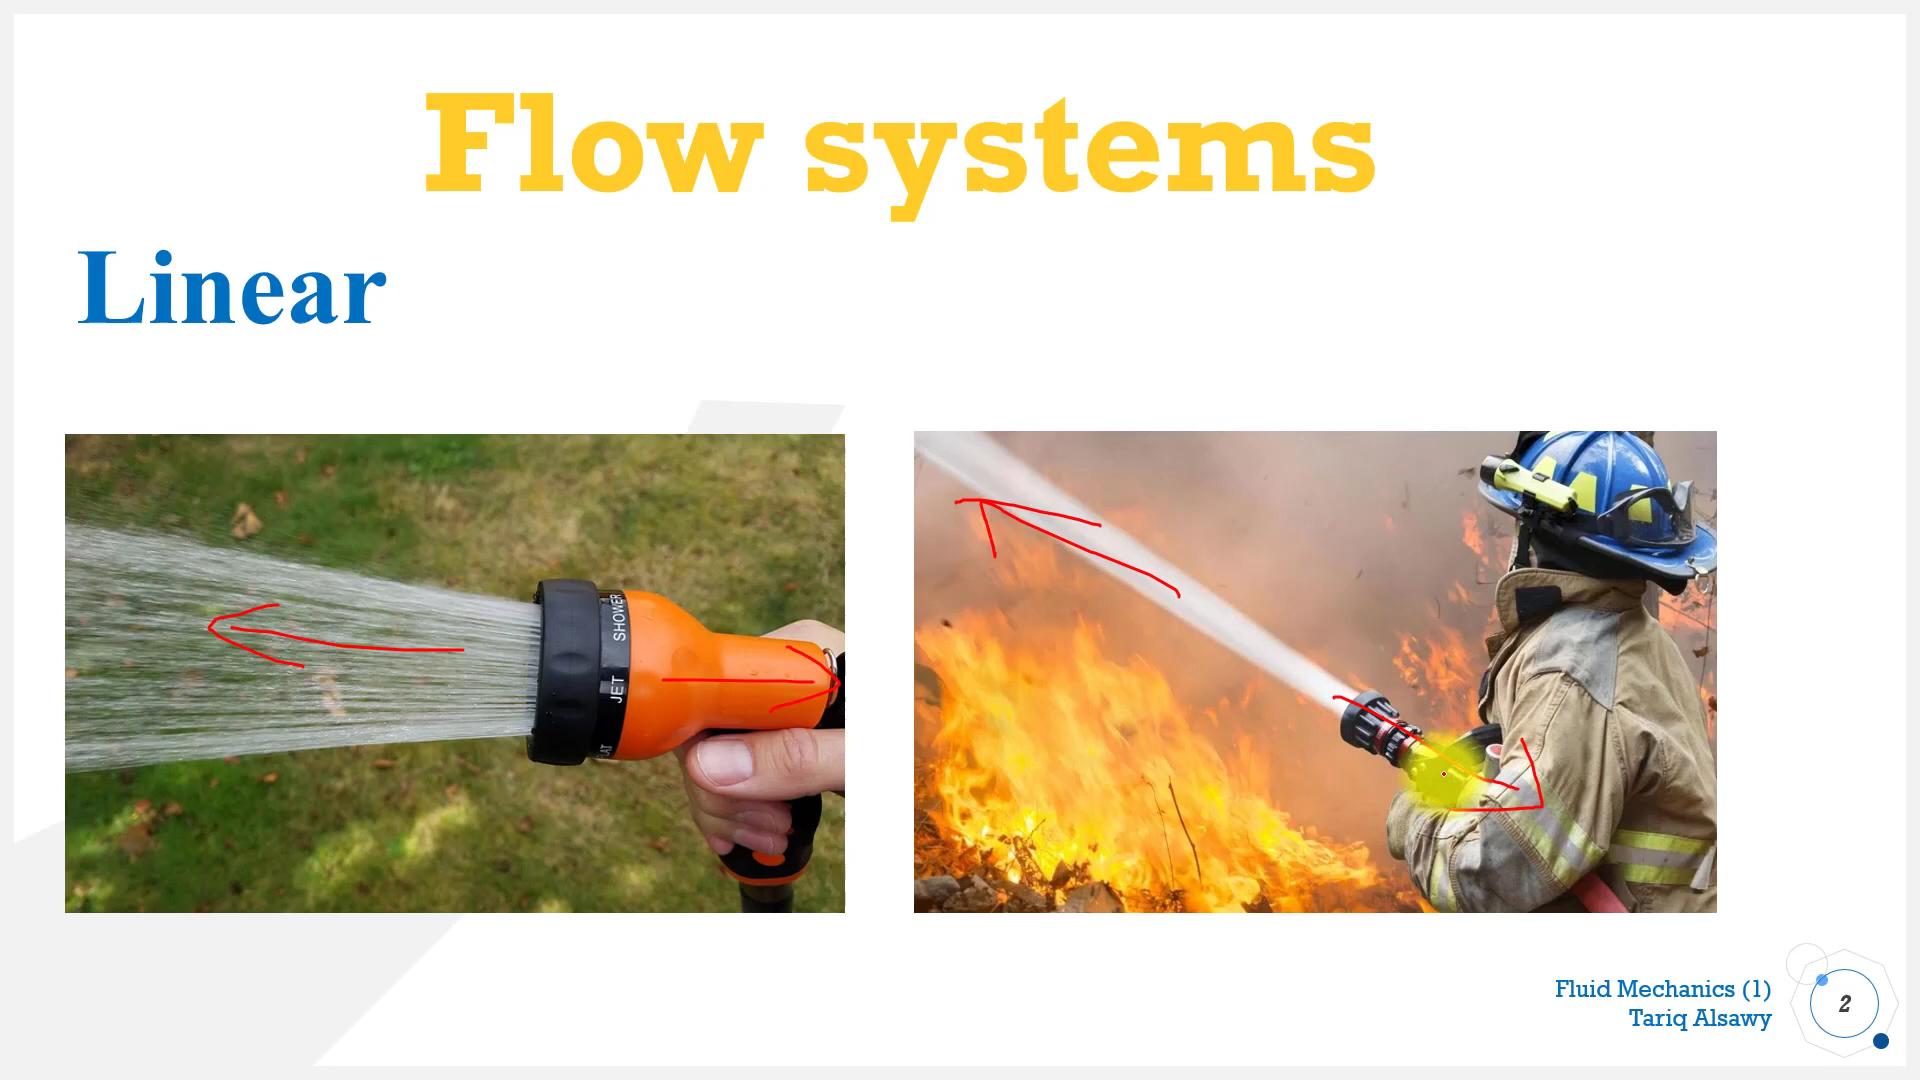 Flow systems
Linear
SHOWER
JET
Fluid Mechanics (1)
Tariq Alsawy
2